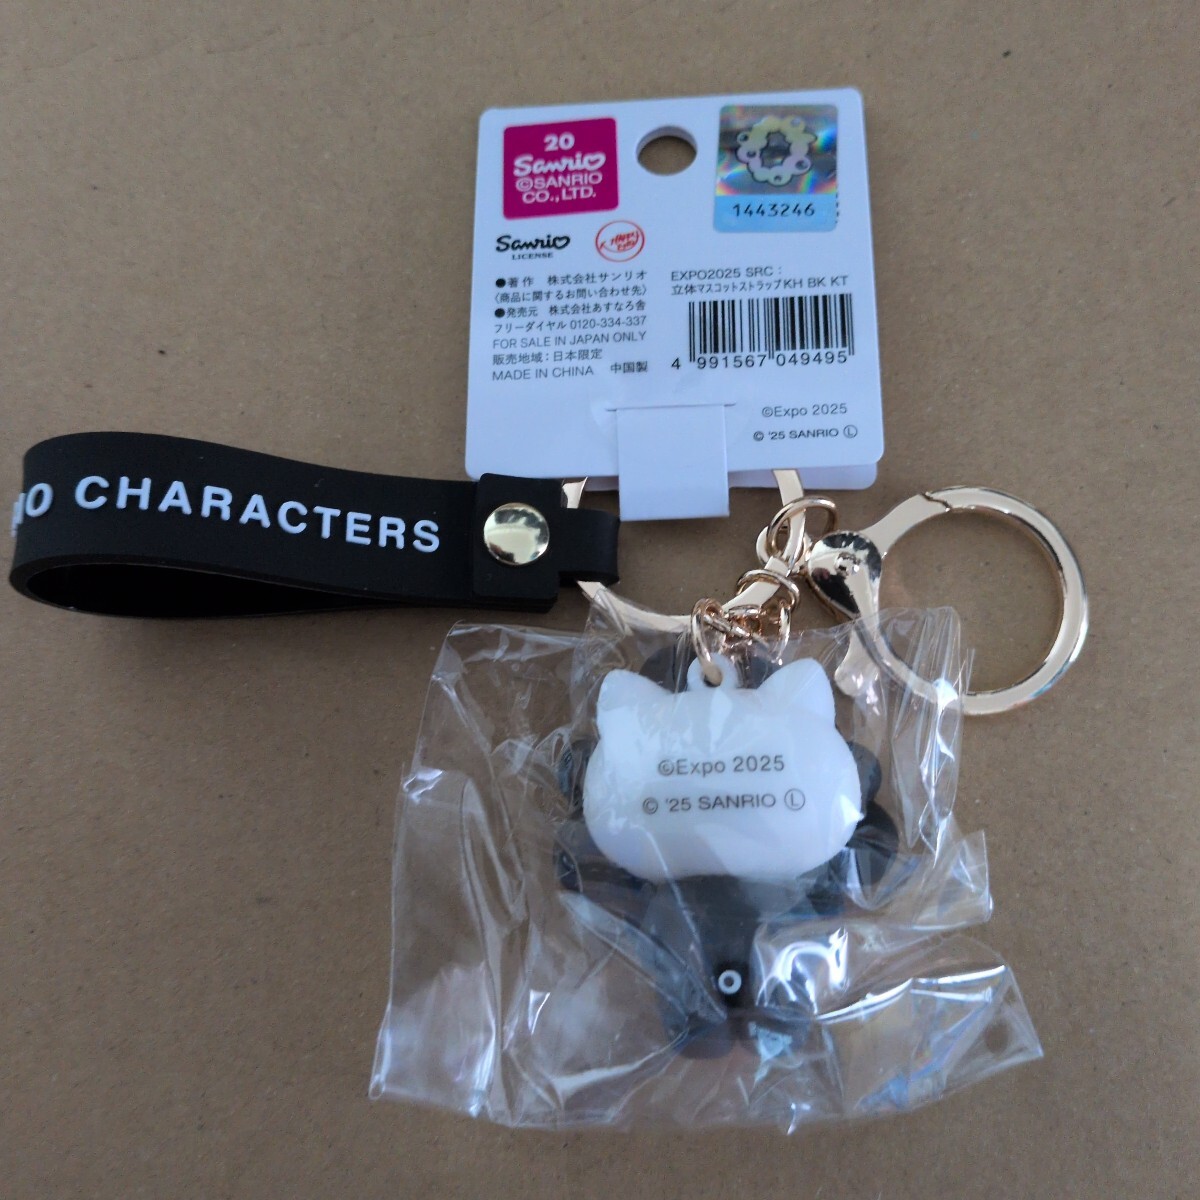 20
Sanrio
©SANRIO
CO.,LTD.
1443246
Sanrio
LICENSE
●著作 株式会社サンリオ
〈商品に関するお問い合わせ先〉
●発売元 株式会社あすなろ舎
フリーダイヤル 0120-334-337
FOR SALE IN JAPAN ONLY
販売地域:日本限定
MADE IN CHINA 中国製
EXPO2025 SRC:
立体マスコットストラップKH BK KT
4 991567 049495
©Expo 2025
© '25 SANRIO Ⓛ
CHARACTERS
©Expo 2025
© '25 SANRIO Ⓛ